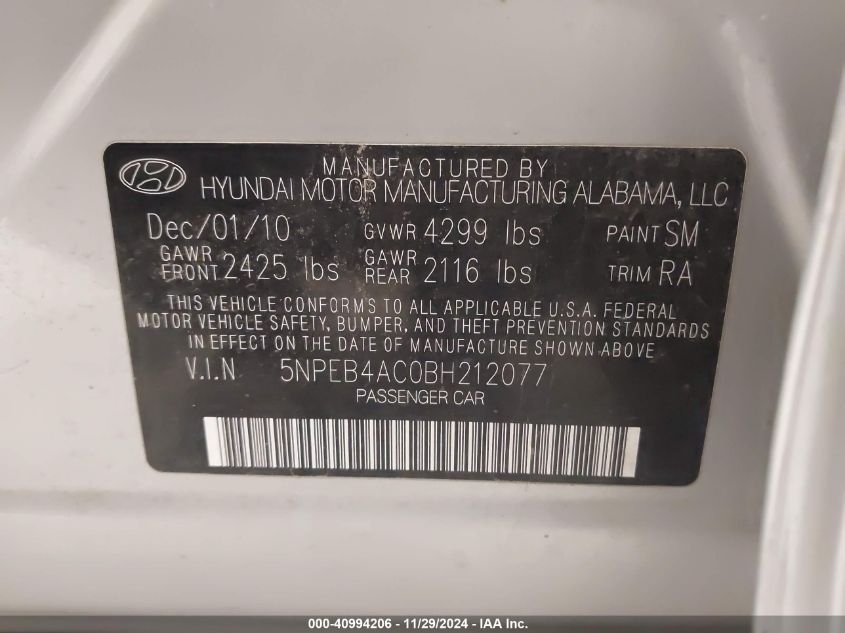 MANUFACTURED BY
HYUNDAI MOTOR MANUFACTURING ALABAMA, LLC
Dec/01/10 GVWR 4299 lbs PAINT SM
GAWR FRONT 2425 lbs GAWR REAR 2116 lbs TRIM RA
THIS VEHICLE CONFORMS TO ALL APPLICABLE U.S.A. FEDERAL
MOTOR VEHICLE SAFETY, BUMPER, AND THEFT PREVENTION STANDARDS
IN EFFECT ON THE DATE OF MANUFACTURE SHOWN ABOVE
V.I.N 5NPEB4AC0BH212077
PASSENGER CAR
000-40994206 - 11/29/2024 - IAA Inc.